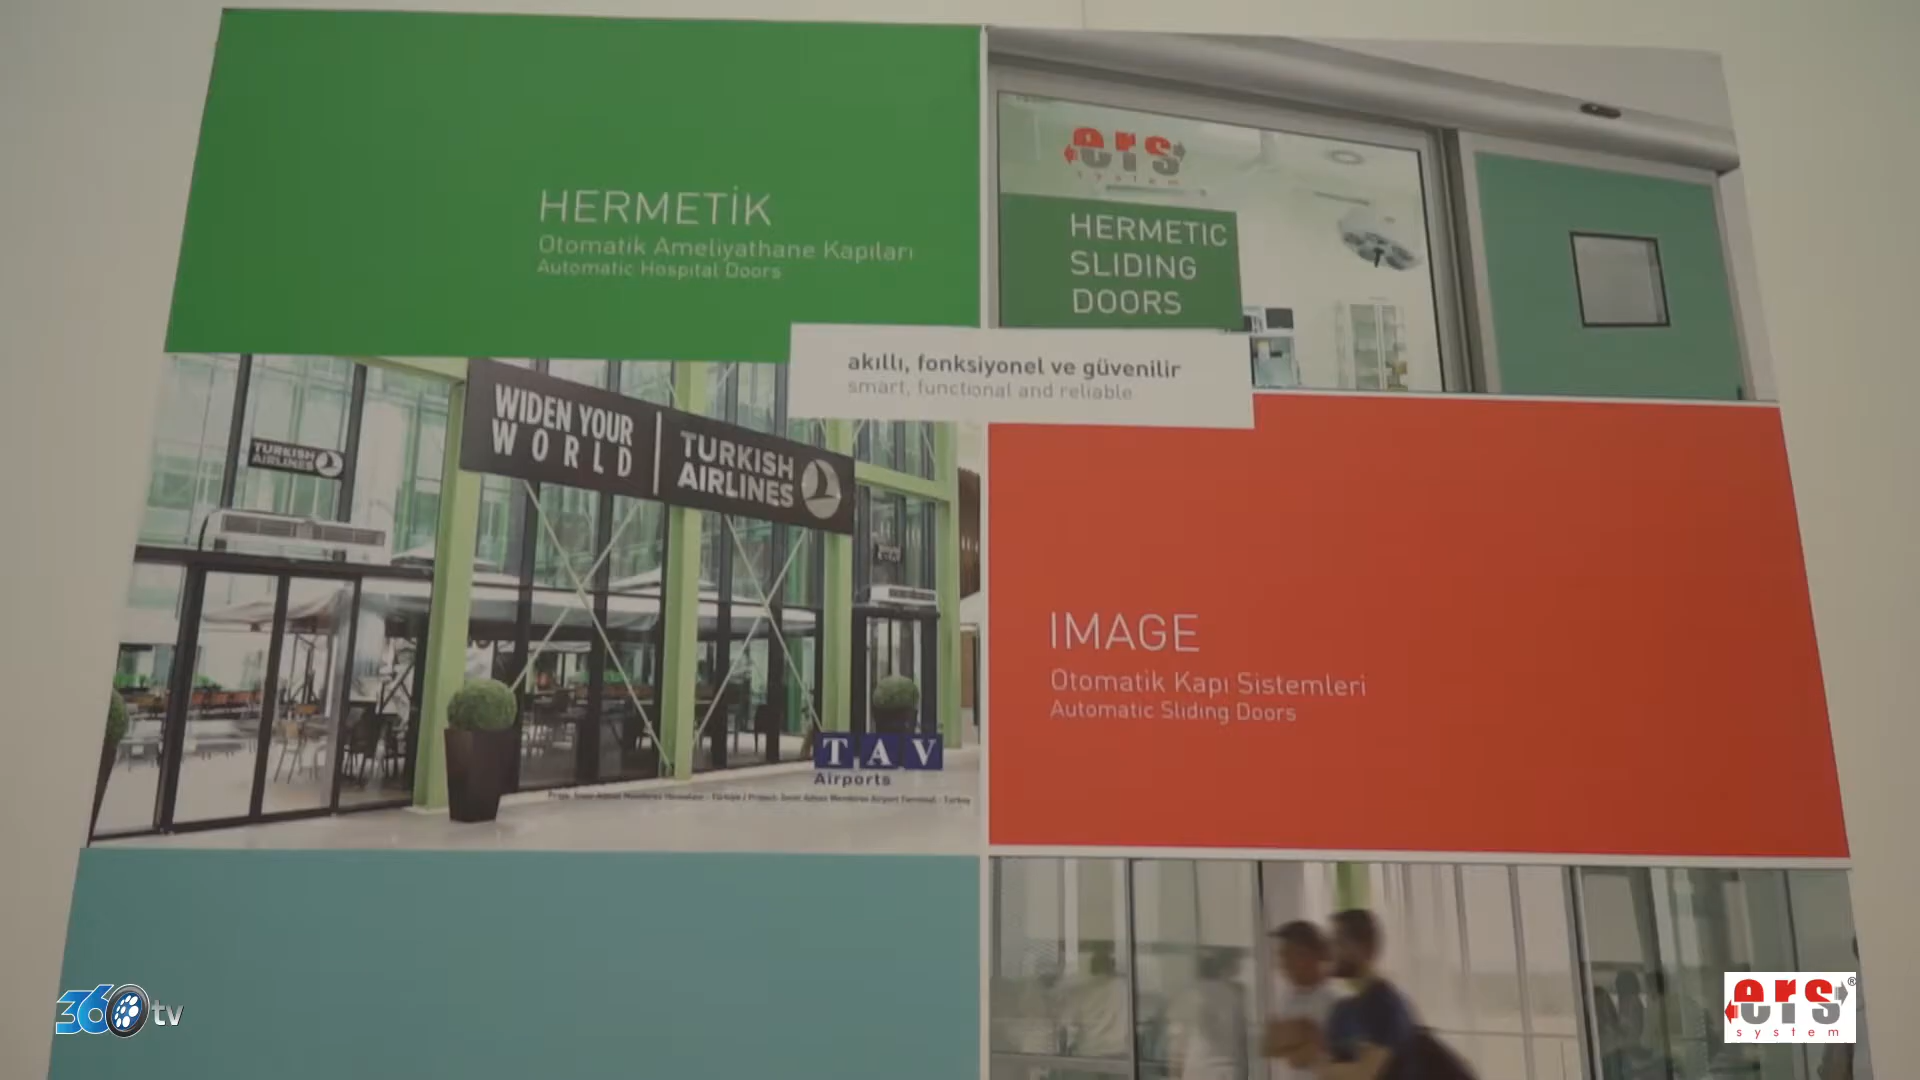 HERMETİK
Otomatik Ameliyathane Kapıları
Automatic Hospital Doors
ers
system
HERMETIC
SLIDING
DOORS
akıllı, fonksiyonel ve güvenilir
smart, functional and reliable
WIDEN YOUR
WORLD
TURKISH
AIRLINES
TURKISH
AIRLINES
TAV
Airports
IMAGE
Otomatik Kapı Sistemleri
Automatic Sliding Doors
360tv
ers®
system